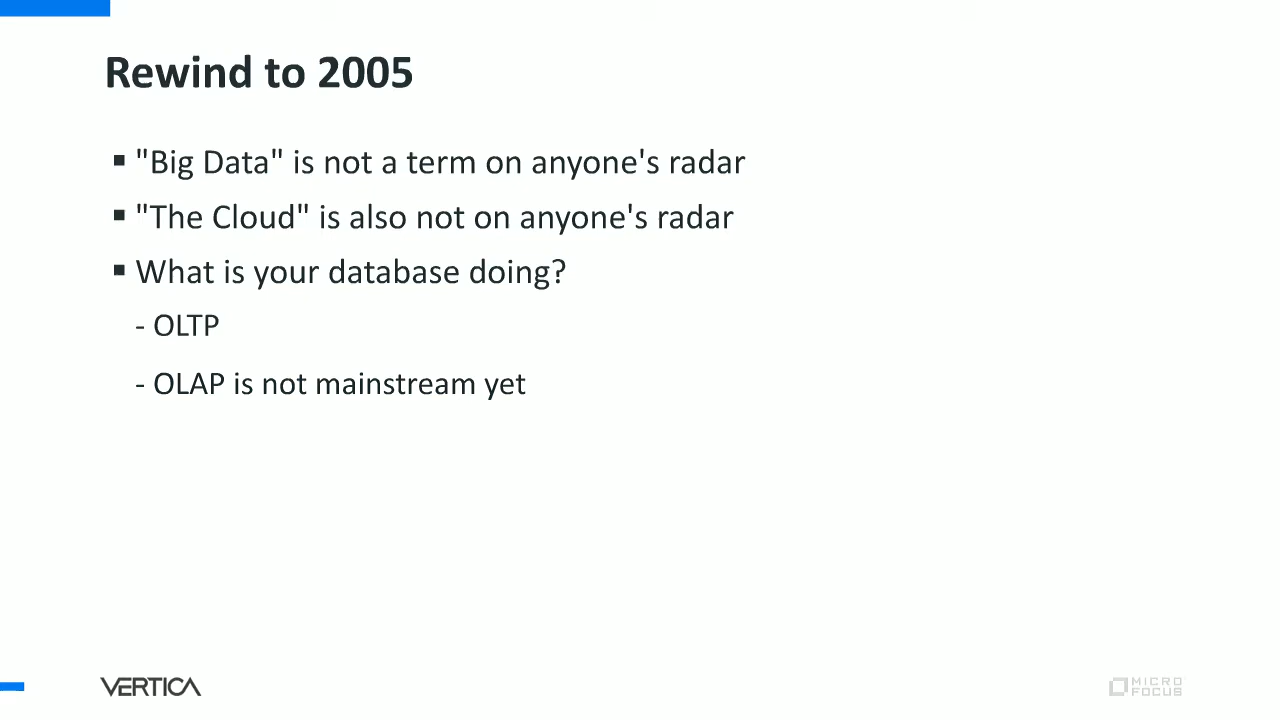 Rewind to 2005
▪ "Big Data" is not a term on anyone's radar
▪ "The Cloud" is also not on anyone's radar
▪ What is your database doing?
- OLTP
- OLAP is not mainstream yet
VERTICA
MICRO
FOCUS